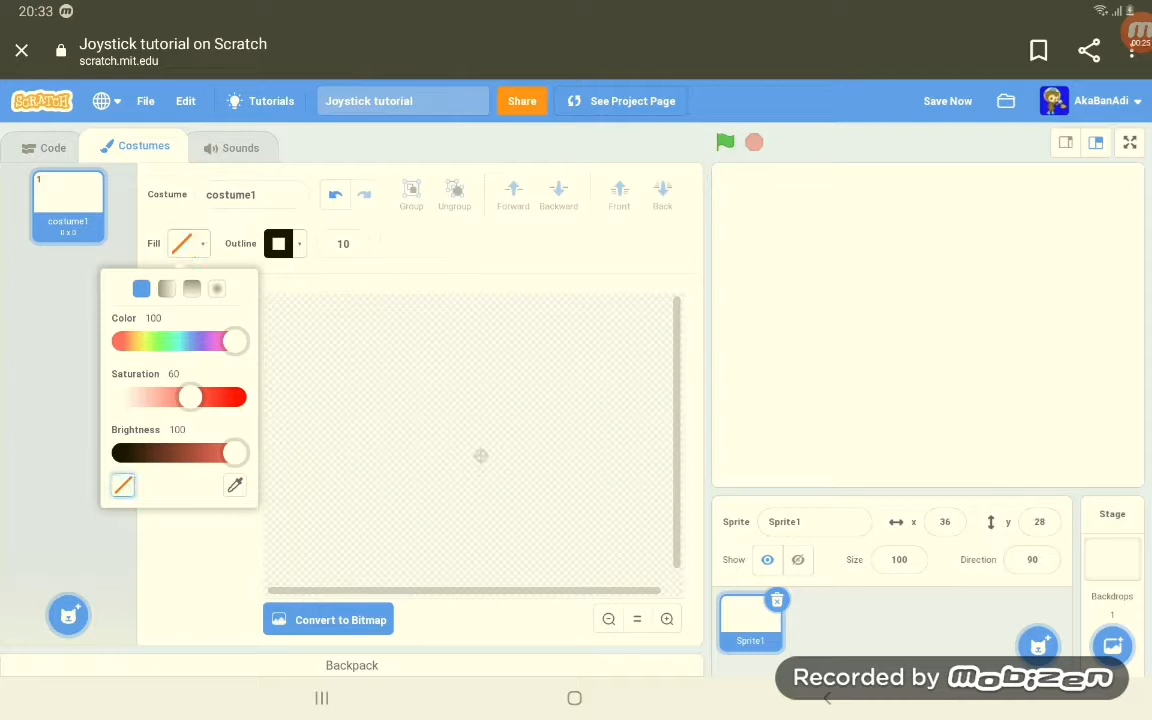 20:33
00:25
Joystick tutorial on Scratch
scratch.mit.edu
SCRATCH
File
Edit
Tutorials
Joystick tutorial
Share
See Project Page
Save Now
AkaBanAdi
Code
Costumes
Sounds
1
costume1
0 x 0
Costume
costume1
Group
Ungroup
Forward
Backward
Front
Back
Fill
Outline
10
Color 100
Saturation 60
Brightness 100
Convert to Bitmap
Backpack
Sprite
Sprite1
x
36
y
28
Show
Size
100
Direction
90
Sprite1
Stage
Backdrops
1
Recorded by Mobizen